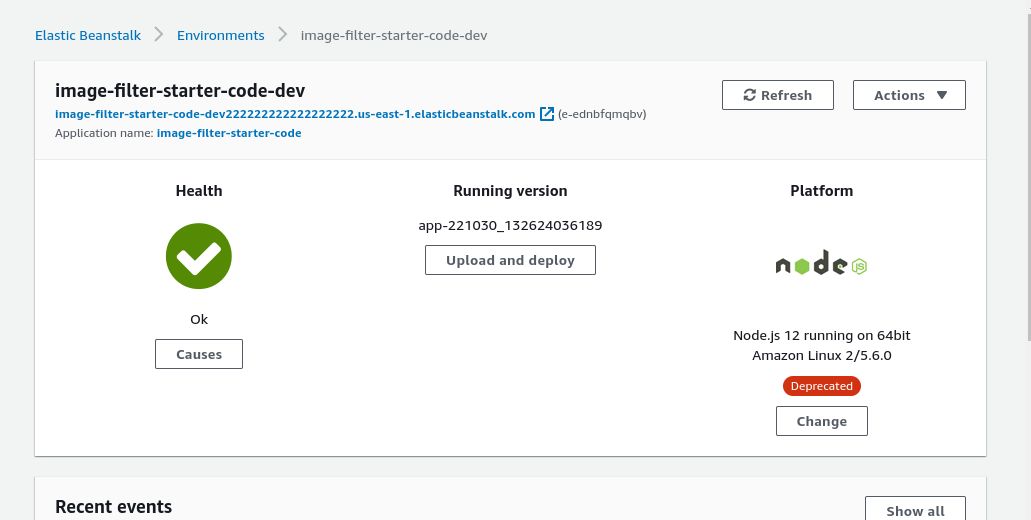 Elastic Beanstalk > Environments > image-filter-starter-code-dev
image-filter-starter-code-dev
Refresh
Actions
image-filter-starter-code-dev222222222222222222.us-east-1.elasticbeanstalk.com (e-ednbfqmqbv)
Application name: image-filter-starter-code
Health
Running version
Platform
app-221030_132624036189
Upload and deploy
node js
Ok
Causes
Node.js 12 running on 64bit
Amazon Linux 2/5.6.0
Deprecated
Change
Recent events
Show all